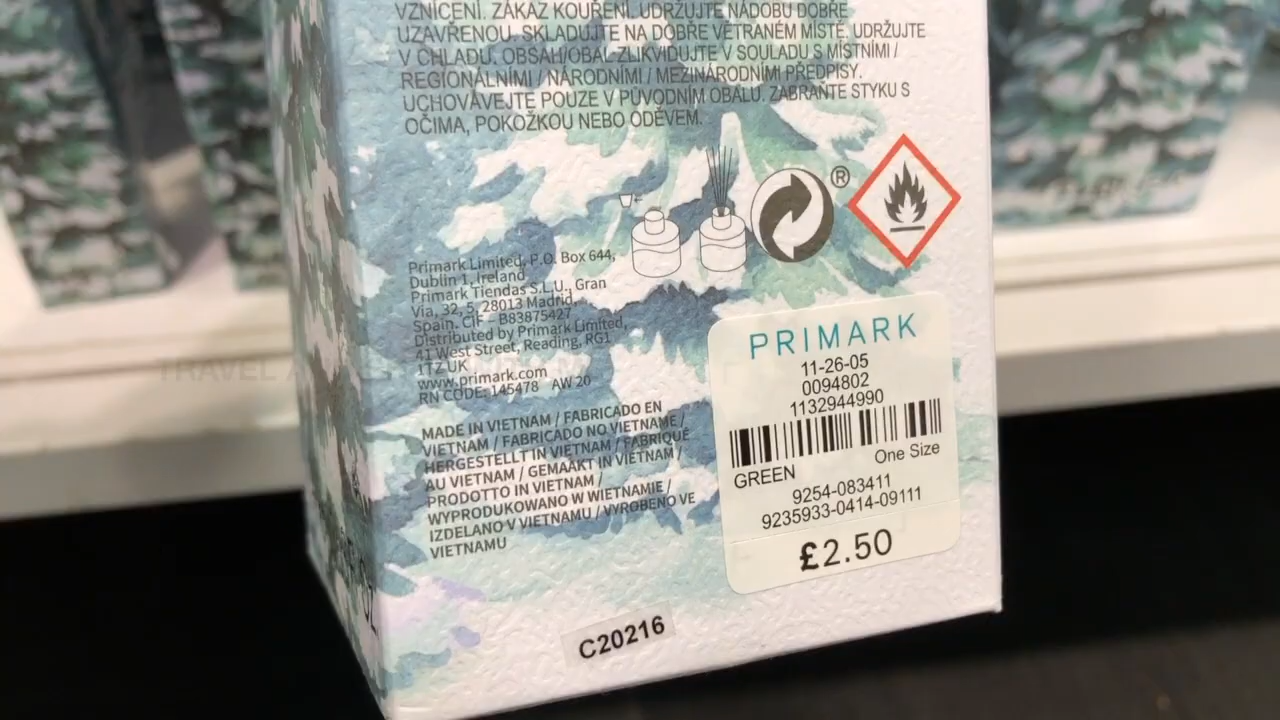 VZNÍCENÍ. ZÁKAZ KOUŘENÍ. UDRŽUJTE NÁDOBU DOBŘE
UZAVŘENOU. SKLADUJTE NA DOBŘE VĚTRANÉM MÍSTĚ. UDRŽUJTE
V CHLADU. OBSAH/OBAL ZLIKVIDUJTE V SOULADU S MÍSTNÍMI /
REGIONÁLNÍMI / NÁRODNÍMI / MEZINÁRODNÍMI PŘEDPISY.
UCHOVÁVEJTE POUZE V PŮVODNÍM OBALU. ZABRAŇTE STYKU S
OČIMA, POKOŽKOU NEBO ODĚVEM.
®
Primark Limited, P.O. Box 644,
Dublin 1, Ireland
Primark Tiendas S.L.U., Gran
Via, 32, 5, 28013 Madrid,
Spain. CIF – B83875427
Distributed by Primark Limited,
41 West Street, Reading, RG1
1TZ UK
www.primark.com
RN CODE: 145478 AW 20
MADE IN VIETNAM / FABRICADO EN
VIETNAM / FABRICADO NO VIETNAME /
HERGESTELLT IN VIETNAM / FABRIQUÉ
AU VIETNAM / GEMAAKT IN VIETNAM /
PRODOTTO IN VIETNAM /
WYPRODUKOWANO W WIETNAMIE /
IZDELANO V VIETNAMU / VYROBENO VE
VIETNAMU
PRIMARK
11-26-05
0094802
1132944990
GREEN One Size
9254-083411
9235933-0414-09111
£2.50
C20216
TRAVEL